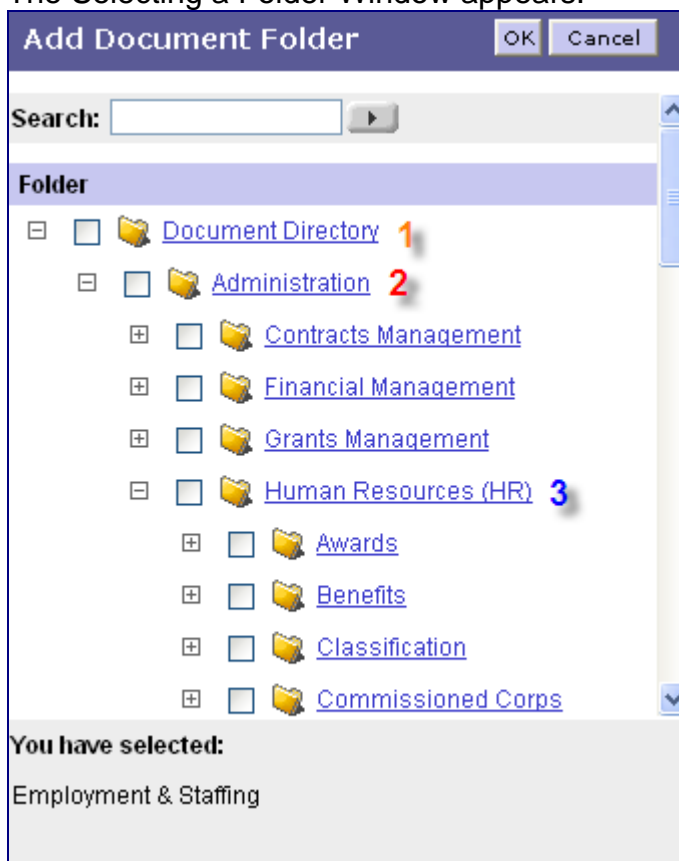 The Selecting a Folder Window appears.
Add Document Folder OK Cancel
Search:
Folder
Document Directory 1
Administration 2
Contracts Management
Financial Management
Grants Management
Human Resources (HR) 3
Awards
Benefits
Classification
Commissioned Corps
You have selected:
Employment & Staffing